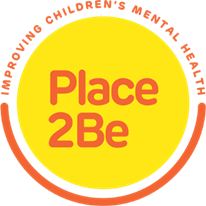 IMPROVING CHILDREN'S MENTAL HEALTH
Place
2Be